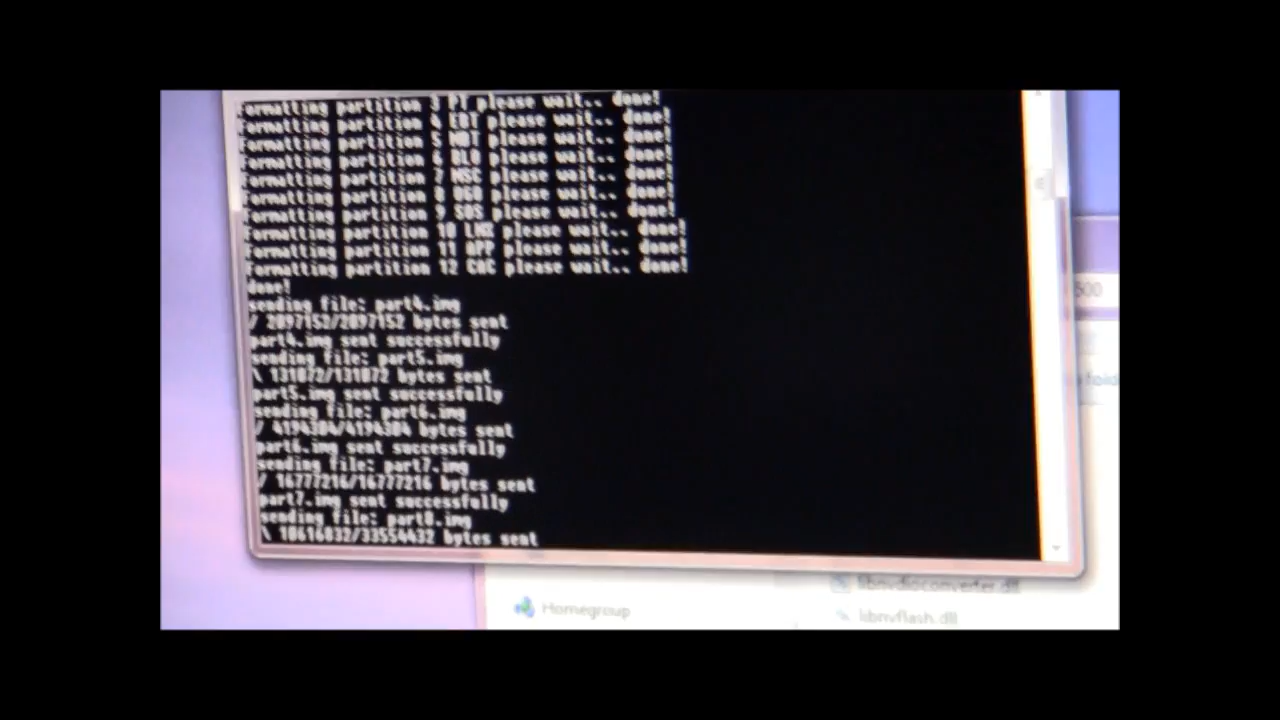 Formatting partition 3 PT please wait.. done!
Formatting partition 4 EBT please wait.. done!
Formatting partition 5 NBT please wait.. done!
Formatting partition 6 BLO please wait.. done!
Formatting partition 7 MSC please wait.. done!
Formatting partition 8 OGO please wait.. done!
Formatting partition 9 SOS please wait.. done!
Formatting partition 10 LNX please wait.. done!
Formatting partition 11 APP please wait.. done!
Formatting partition 12 CAC please wait.. done!
done!
sending file: part4.img
/ 2097152/2097152 bytes sent
part4.img sent successfully
sending file: part5.img
\ 131072/131072 bytes sent
part5.img sent successfully
sending file: part6.img
/ 4194304/4194304 bytes sent
part6.img sent successfully
sending file: part7.img
/ 16777216/16777216 bytes sent
part7.img sent successfully
sending file: part8.img
\ 10616832/33554432 bytes sent
500
Homegroup
libnvdioconverter.dll
libnvflash.dll